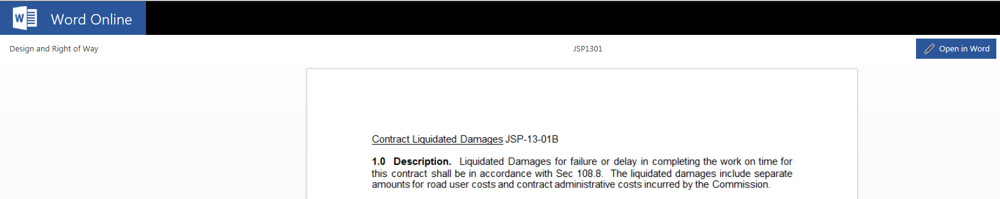 Word Online
Design and Right of Way
JSP1301
Open in Word
Contract Liquidated Damages JSP-13-01B
1.0 Description. Liquidated Damages for failure or delay in completing the work on time for
this contract shall be in accordance with Sec 108.8. The liquidated damages include separate
amounts for road user costs and contract administrative costs incurred by the Commission.